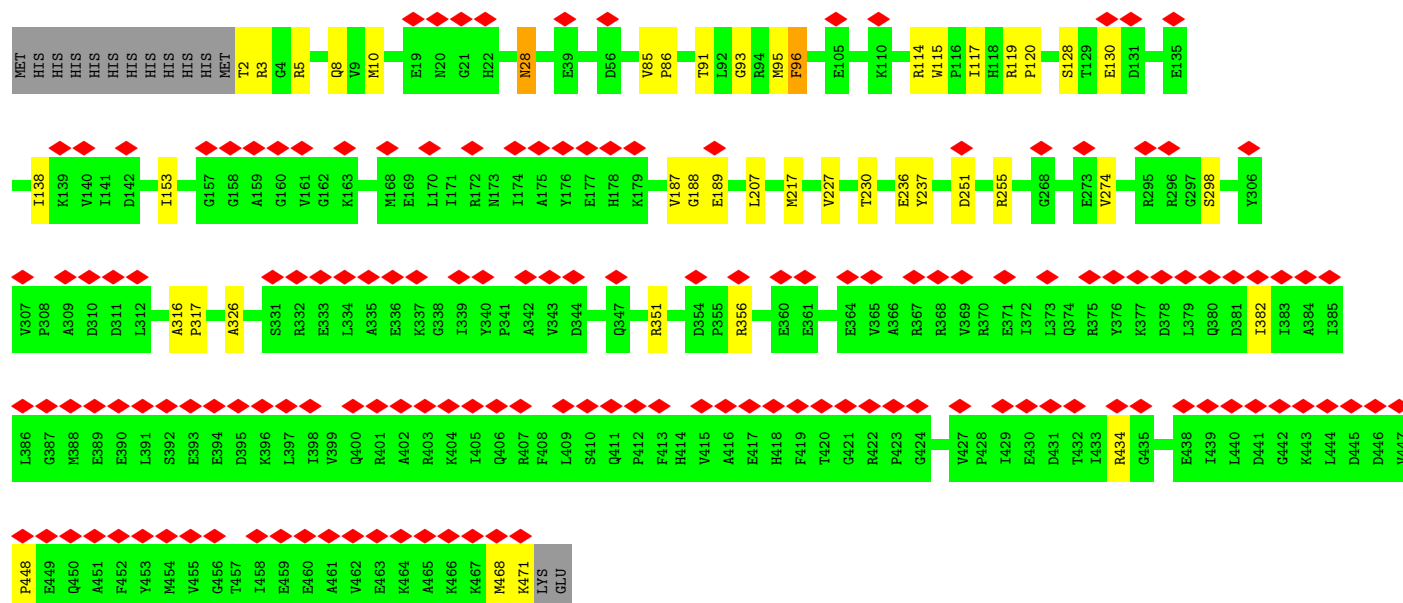 MET HIS HIS HIS HIS HIS HIS HIS HIS MET T2 R3 G4 R5 Q8 V9 M10 E19 N20 G21 H22 N28 E39 D56 V85 P86 T91 L92 G93 R94 M95 F96 E105 K110 R114 W115 P116 I117 H118 R119 P120 S128 T129 E130 D131 E135
I138 K139 V140 I141 D142 I153 G157 G158 A159 G160 V161 G162 K163 M168 E169 L170 I171 R172 N173 I174 A175 Y176 E177 H178 K179 V187 G188 E189 L207 M217 V227 T230 E236 Y237 D251 R255 G268 E273 V274 R295 R296 G297 S298 Y306
V307 P308 A309 D310 D311 L312 A316 P317 A326 S331 R332 E333 L334 A335 E336 K337 I339 Y340 P341 A342 V343 D344 Q347 R351 D354 P355 R356 E360 E361 E364 V365 A366 R367 R368 V369 R370 E371 I372 L373 Q374 R375 Y376 K377 D378 L379 Q380 D381 I382 I383 A384 I385
L386 G387 M388 E389 E390 L391 S392 E393 E394 D395 K396 L397 I398 V399 Q400 R401 A402 R403 K404 I405 Q406 R407 F408 L409 S410 Q411 P412 F413 H414 V415 A416 E417 H418 F419 T420 G421 R422 P423 G424 V427 P428 I429 E430 D431 T432 I433 R434 G435 E438 I439 L440 D441 G442 K443 L444 D445 D446 V447
P448 E449 Q450 A451 F452 Y453 M454 V455 G456 T457 I458 E459 E460 A461 V462 E463 K464 A465 K466 K467 M468 K471 LYS GLU